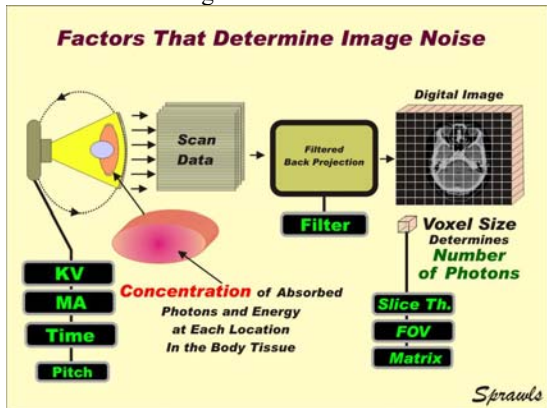 Factors That Determine Image Noise
Digital Image
Scan
Data
Filtered
Back Projection
Filter
Voxel Size
Determines
Number
of Photons
KV
MA
Time
Pitch
Concentration of Absorbed
Photons and Energy
at Each Location
In the Body Tissue
Slice Th.
FOV
Matrix
Sprawls